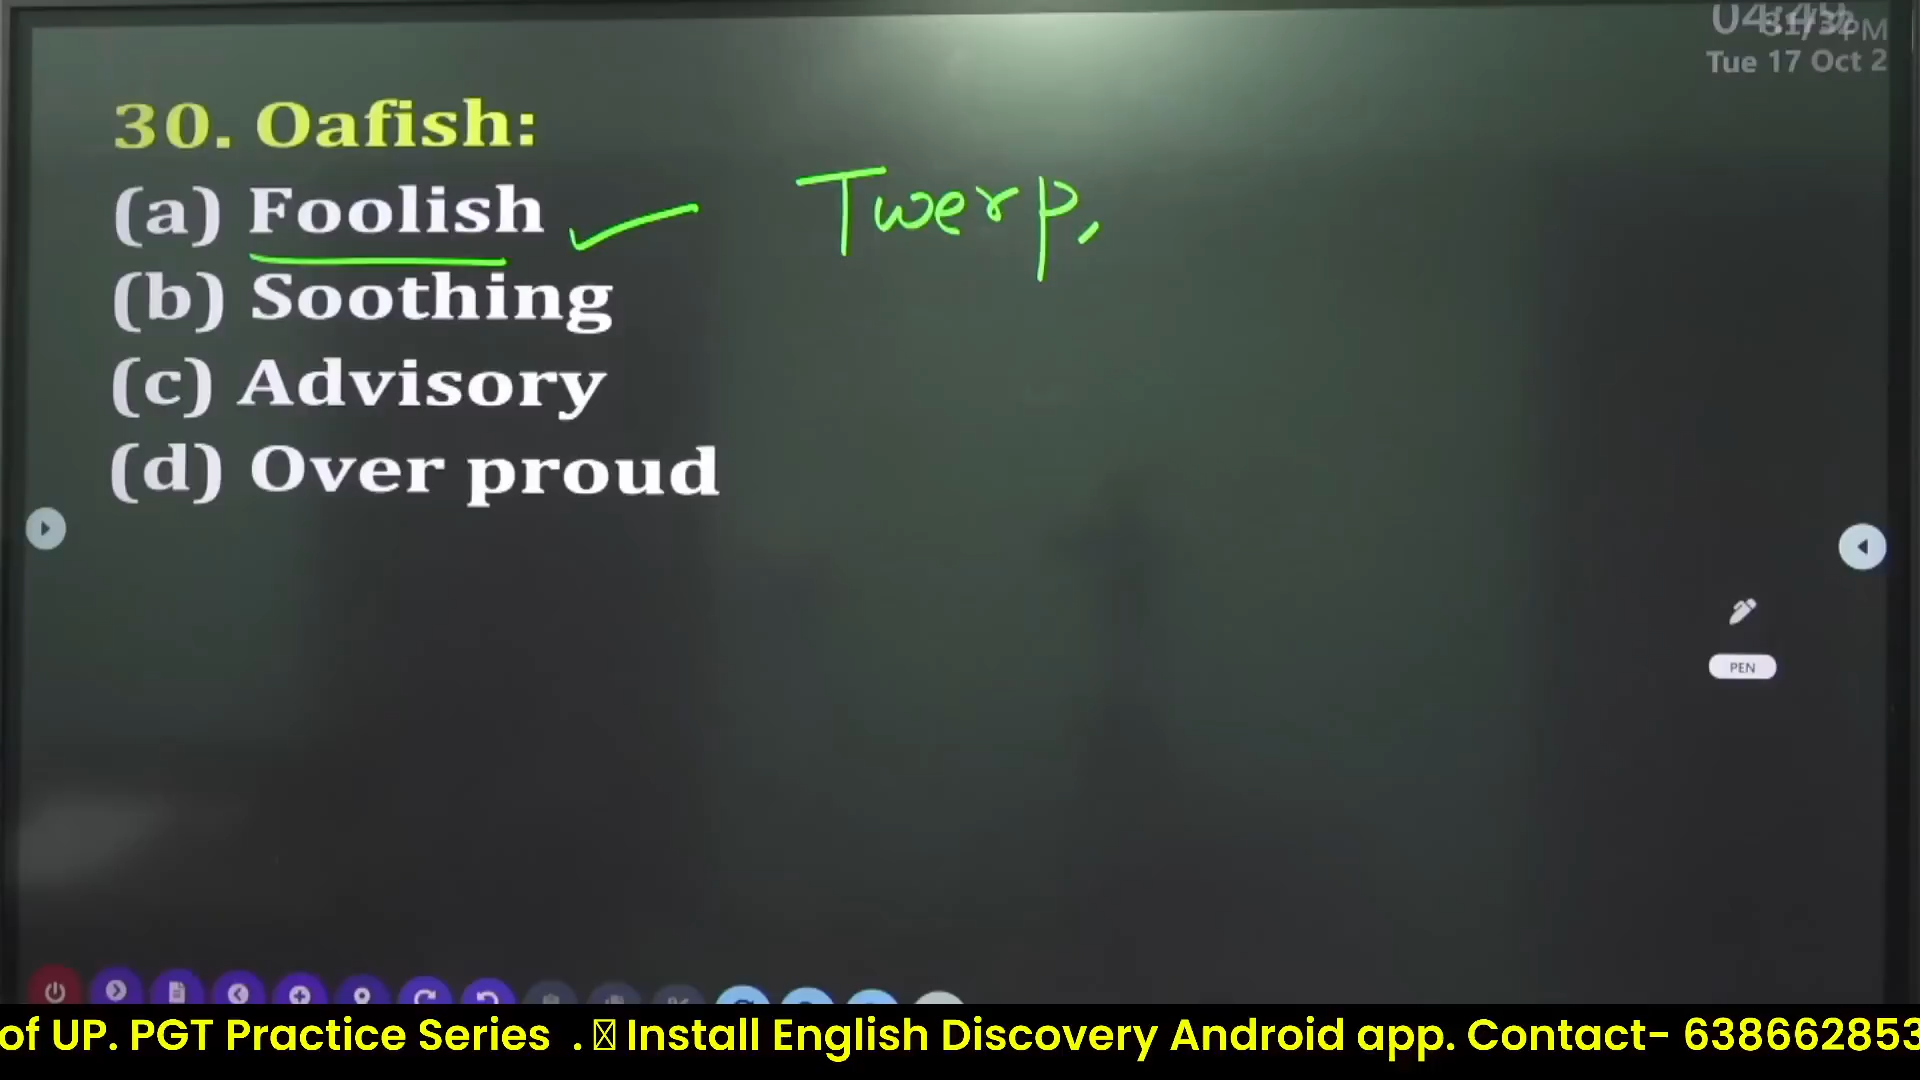 Tue 17 Oct 2
30. Oafish:
(a) Foolish
Twerp,
(b) Soothing
(c) Advisory
(d) Over proud
PEN
of UP. PGT Practice Series . Install English Discovery Android app. Contact- 638662853